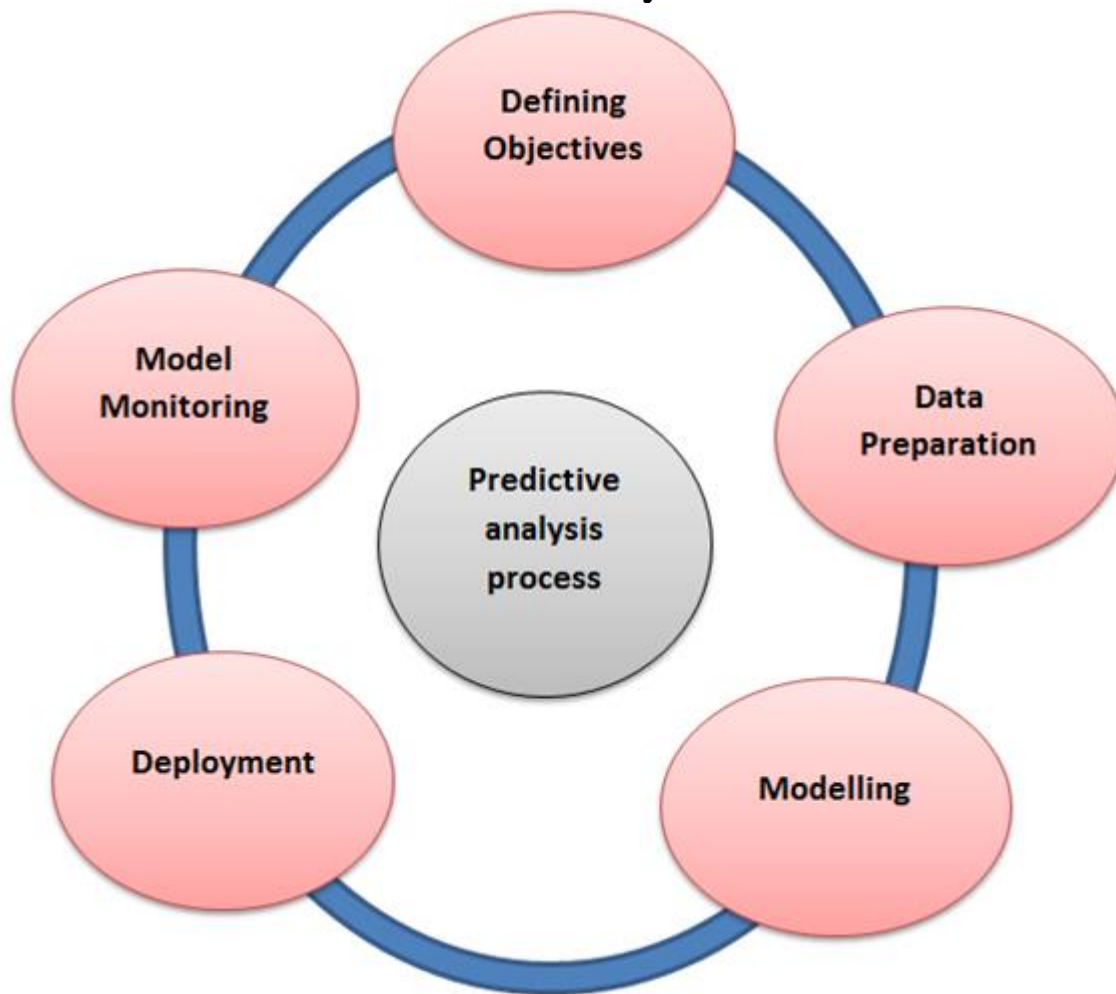 Defining
Objectives
Model
Monitoring
Data
Preparation
Predictive
analysis
process
Deployment
Modelling